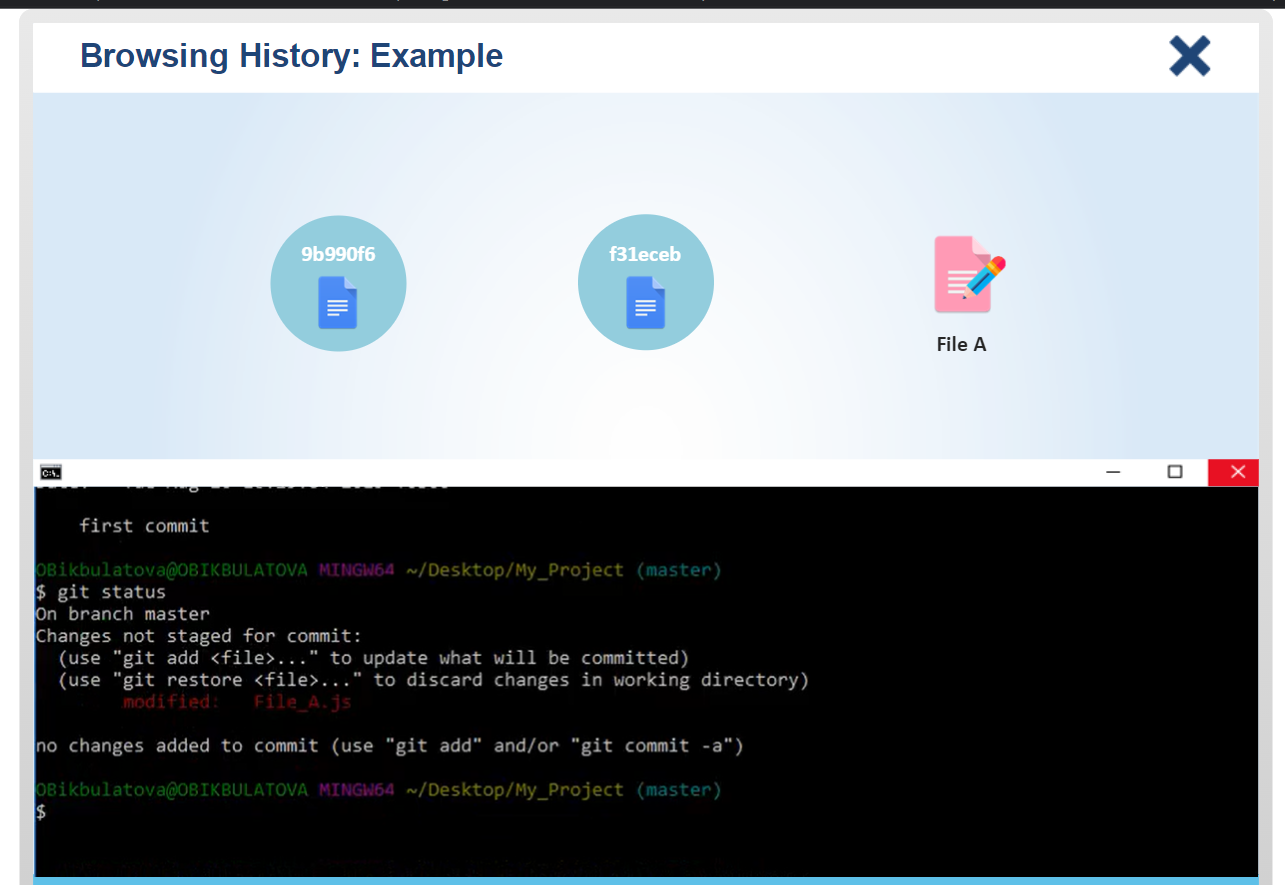 Browsing History: Example
9b990f6
f31eceb
File A
first commit
OBikbulatova@OBIKBULATOVA MINGW64 ~/Desktop/My_Project (master)
$ git status
On branch master
Changes not staged for commit:
(use "git add <file>..." to update what will be committed)
(use "git restore <file>..." to discard changes in working directory)
modified: File_A.js
no changes added to commit (use "git add" and/or "git commit -a")
OBikbulatova@OBIKBULATOVA MINGW64 ~/Desktop/My_Project (master)
$